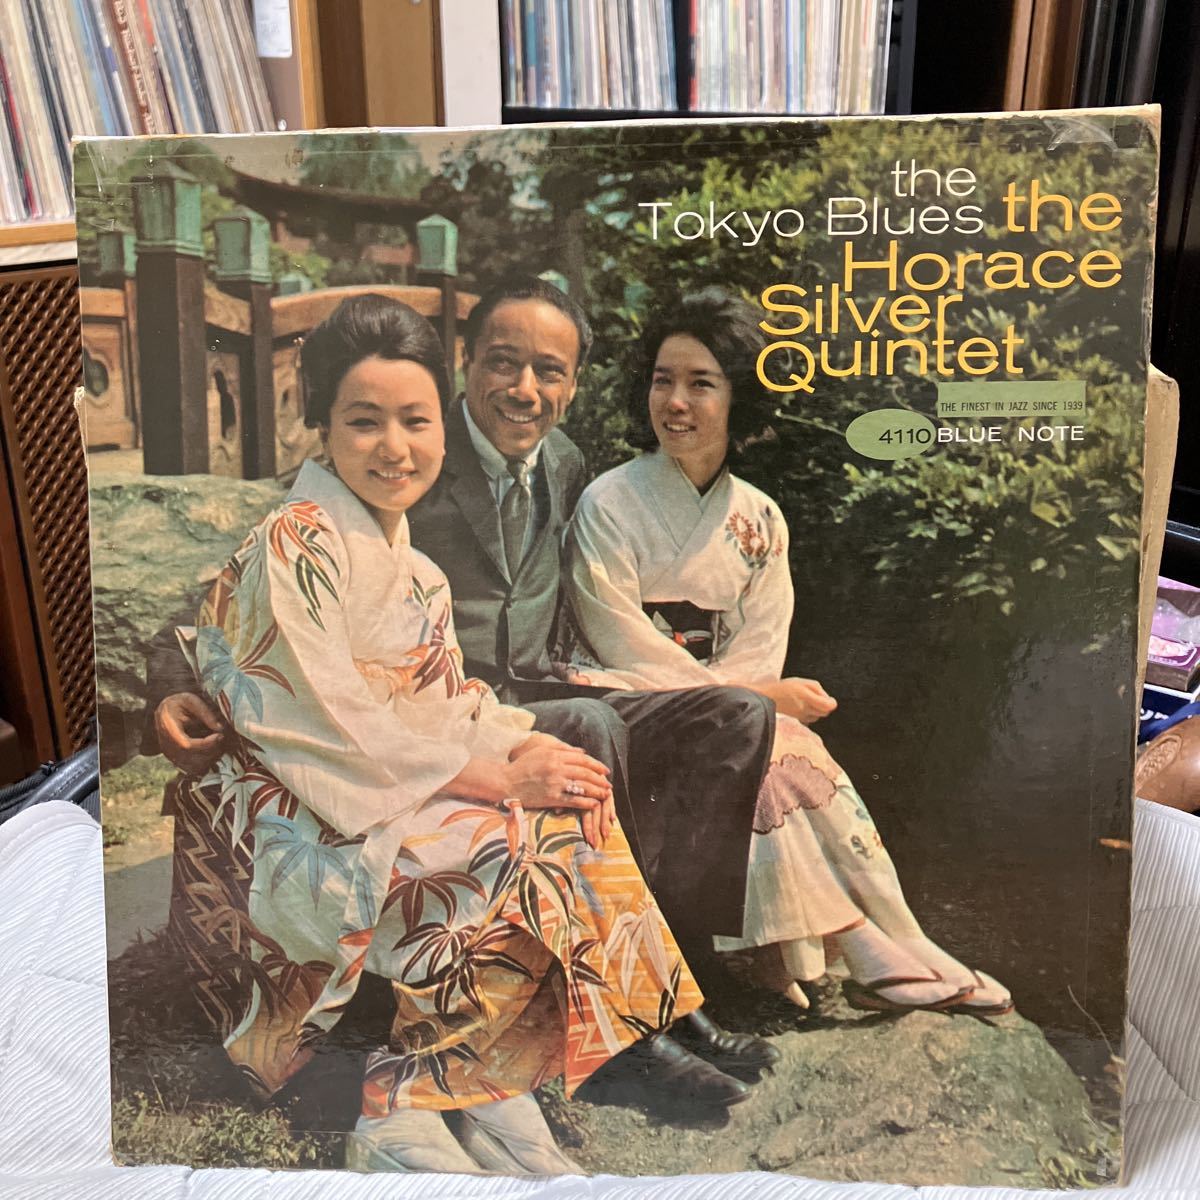 the
Tokyo Blues the
Horace
Silver
Quintet
THE FINEST IN JAZZ SINCE 1939
4110 BLUE NOTE